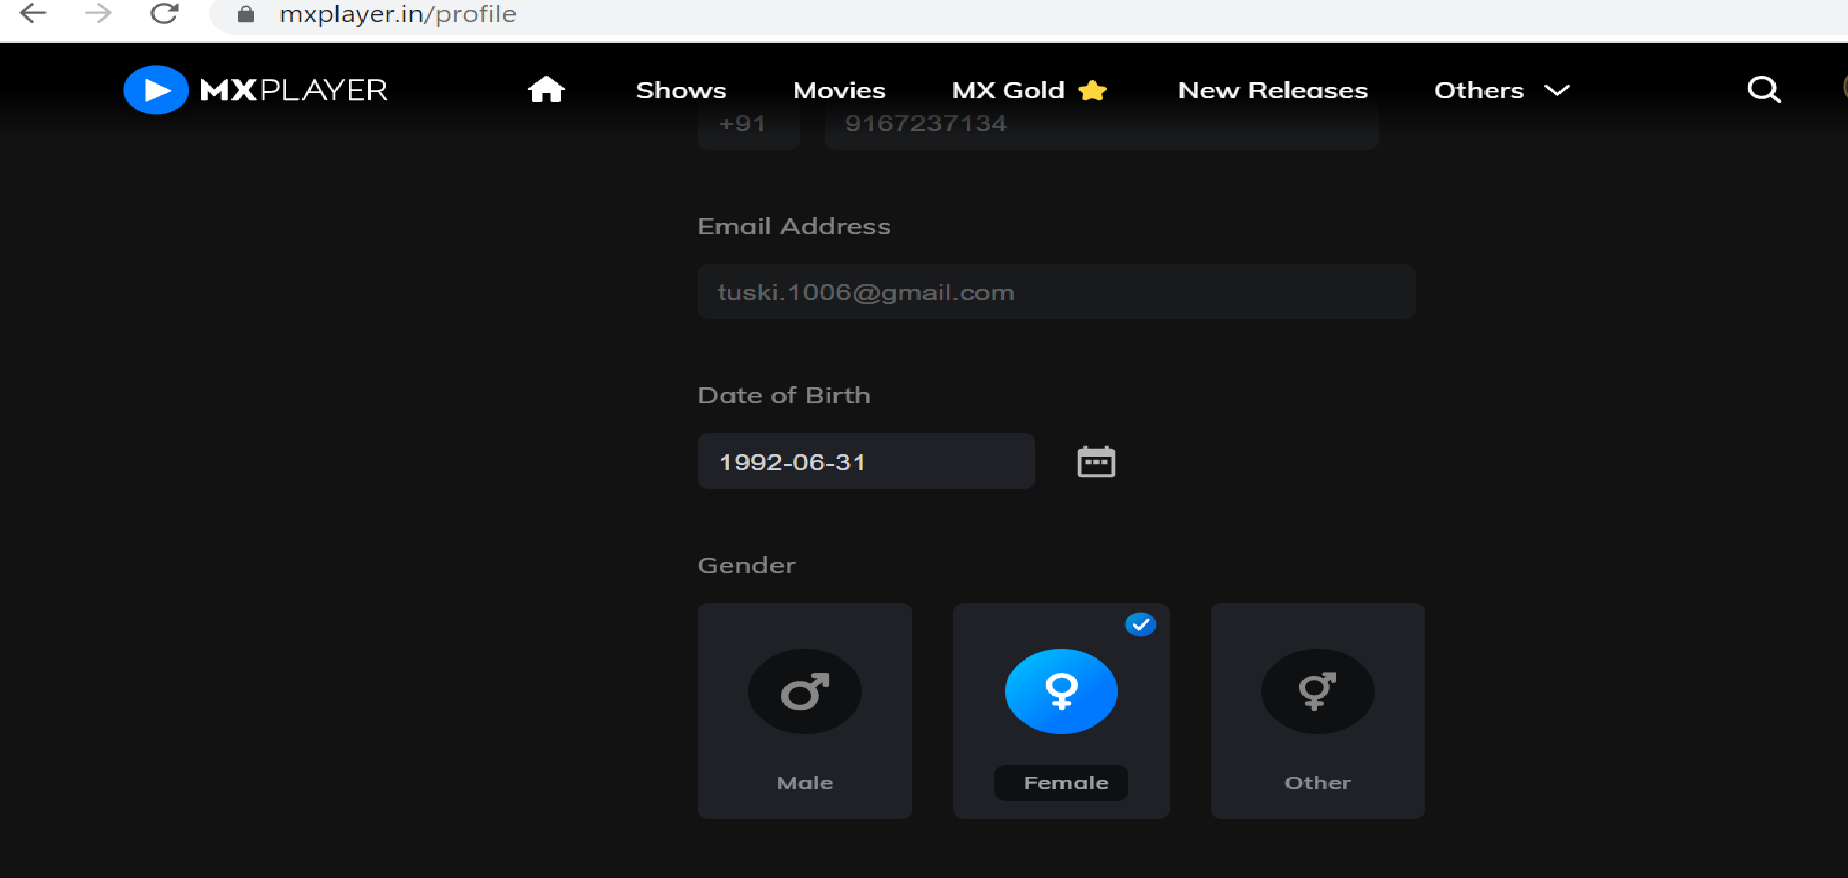 mxplayer.in/profile
MXPLAYER Shows Movies MX Gold New Releases Others
+91 9167237134
Email Address
tuski.1006@gmail.com
Date of Birth
1992-06-31
Gender
Male Female Other